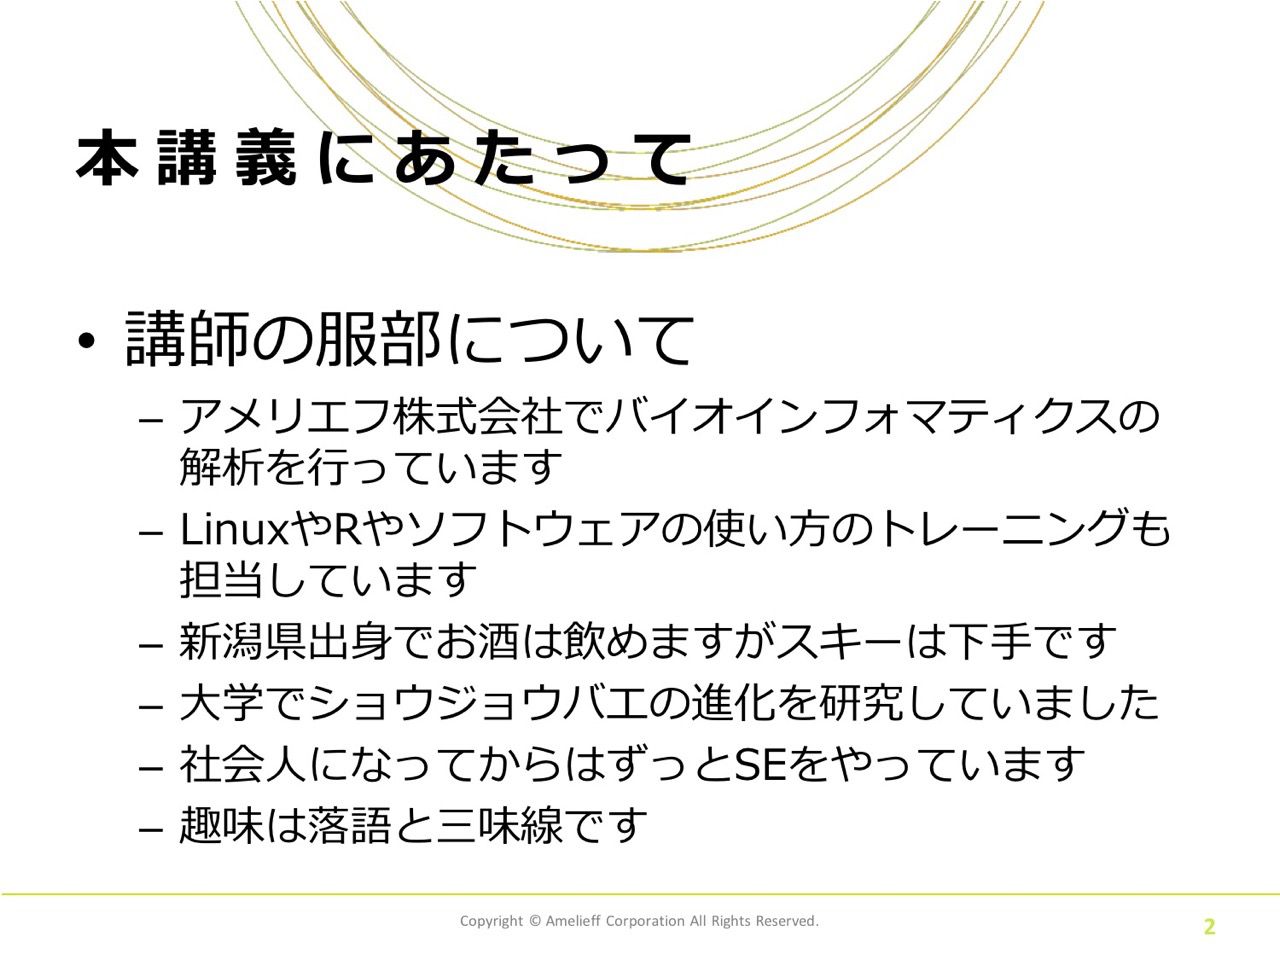 本講義にあたって
• 講師の服部について
– アメリエフ株式会社でバイオインフォマティクスの
解析を行っています
– LinuxやRやソフトウェアの使い方のトレーニングも
担当しています
– 新潟県出身でお酒は飲めますがスキーは下手です
– 大学でショウジョウバエの進化を研究していました
– 社会人になってからはずっとSEをやっています
– 趣味は落語と三味線です
Copyright © Amelieff Corporation All Rights Reserved.
2